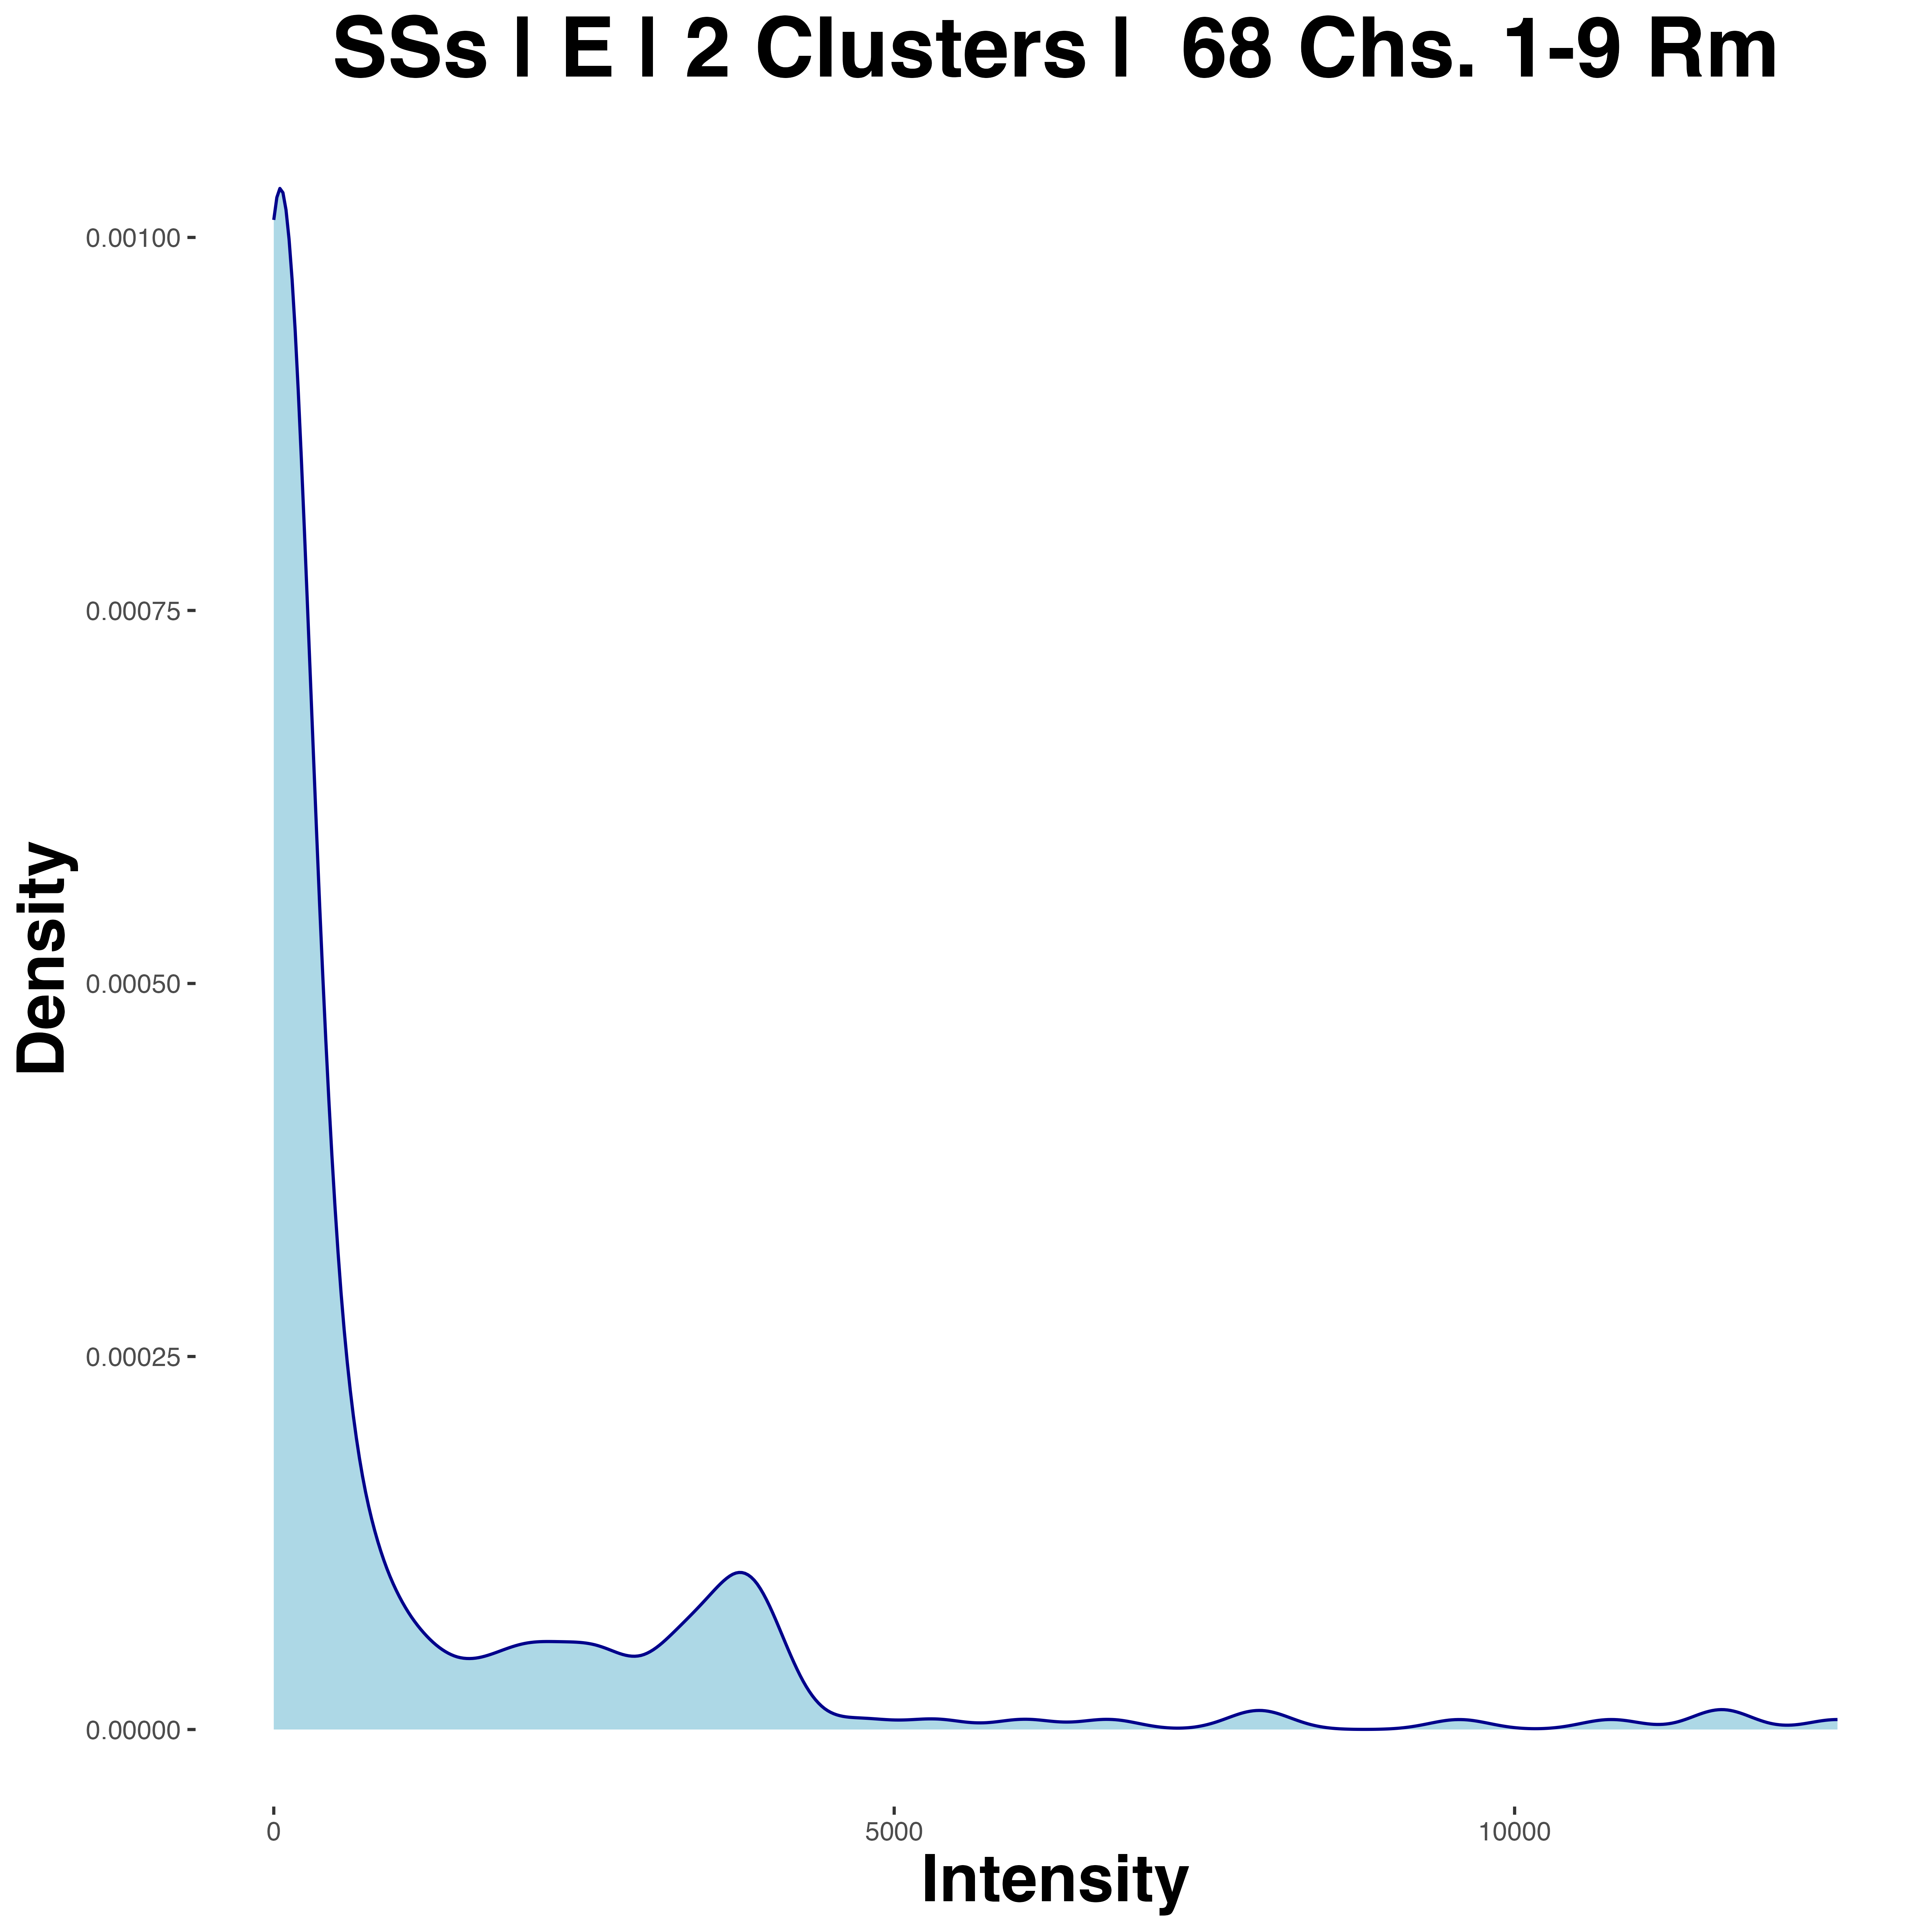 SSs | E | 2 Clusters |  68 Chs. 1-9 Rm
Density
0.00100
0.00075
0.00050
0.00025
0.00000
0 5000 10000
Intensity